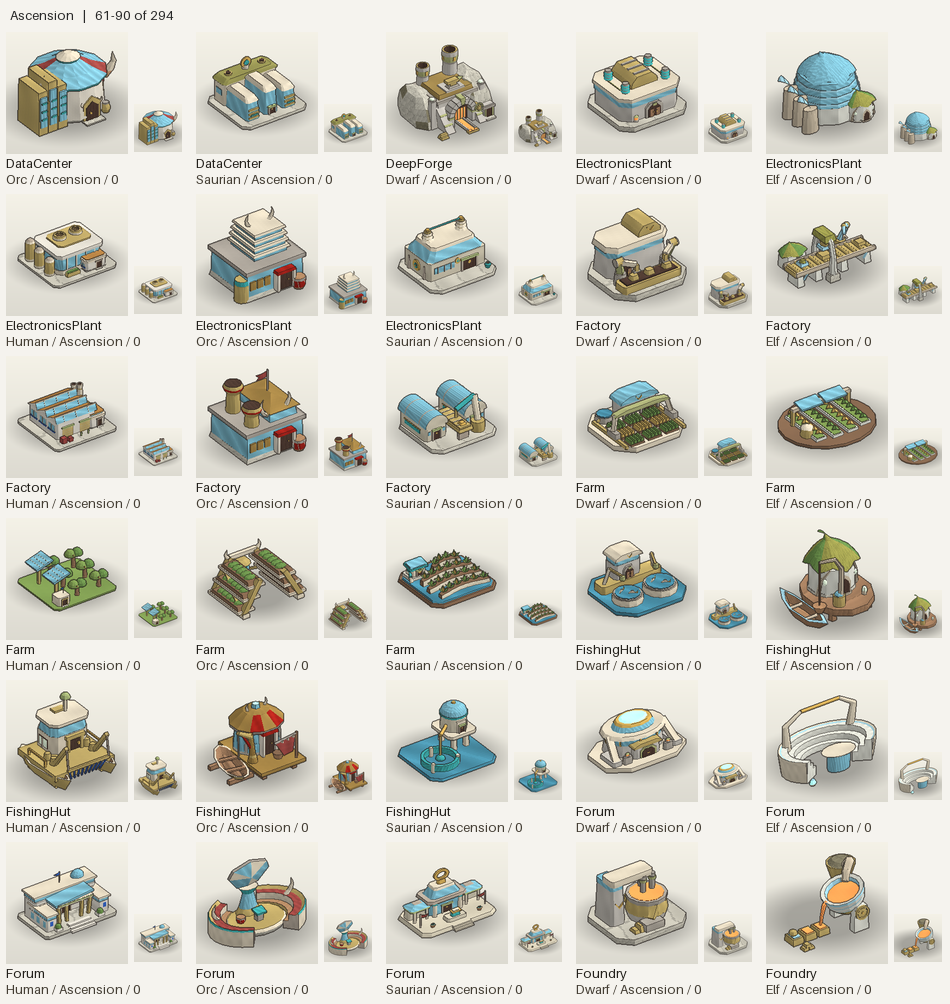 Ascension | 61-90 of 294
DataCenter
Orc / Ascension / 0
DataCenter
Saurian / Ascension / 0
DeepForge
Dwarf / Ascension / 0
ElectronicsPlant
Dwarf / Ascension / 0
ElectronicsPlant
Elf / Ascension / 0
ElectronicsPlant
Human / Ascension / 0
ElectronicsPlant
Orc / Ascension / 0
ElectronicsPlant
Saurian / Ascension / 0
Factory
Dwarf / Ascension / 0
Factory
Elf / Ascension / 0
Factory
Human / Ascension / 0
Factory
Orc / Ascension / 0
Factory
Saurian / Ascension / 0
Farm
Dwarf / Ascension / 0
Farm
Elf / Ascension / 0
Farm
Human / Ascension / 0
Farm
Orc / Ascension / 0
Farm
Saurian / Ascension / 0
FishingHut
Dwarf / Ascension / 0
FishingHut
Elf / Ascension / 0
FishingHut
Human / Ascension / 0
FishingHut
Orc / Ascension / 0
FishingHut
Saurian / Ascension / 0
Forum
Dwarf / Ascension / 0
Forum
Elf / Ascension / 0
Forum
Human / Ascension / 0
Forum
Orc / Ascension / 0
Forum
Saurian / Ascension / 0
Foundry
Dwarf / Ascension / 0
Foundry
Elf / Ascension / 0